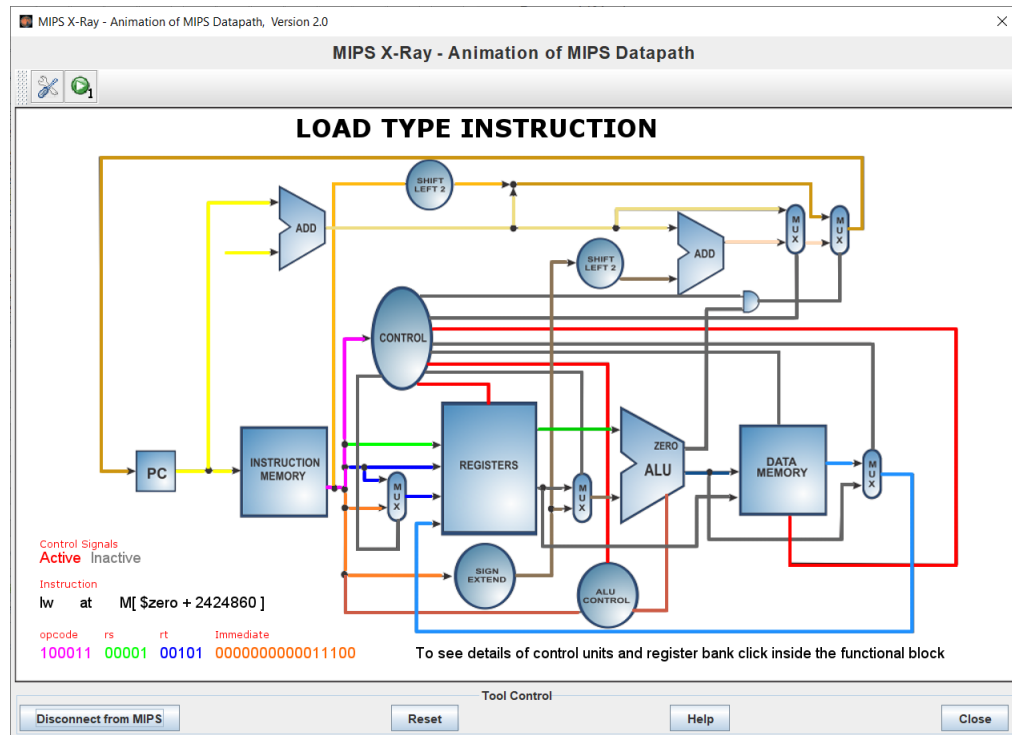 MIPS X-Ray - Animation of MIPS Datapath, Version 2.0
MIPS X-Ray - Animation of MIPS Datapath
1
LOAD TYPE INSTRUCTION
SHIFT
LEFT 2
ADD
MUX
MUX
ADD
SHIFT
LEFT 2
CONTROL
PC
INSTRUCTION
MEMORY
REGISTERS
ZERO
ALU
DATA
MEMORY
MUX
MUX
MUX
SIGN
EXTEND
ALU
CONTROL
Control Signals
Active Inactive
Instruction
lw at M[ $zero + 2424860 ]
opcode rs rt Immediate
100011 00001 00101 0000000000011100
To see details of control units and register bank click inside the functional block
Tool Control
Disconnect from MIPS Reset Help Close